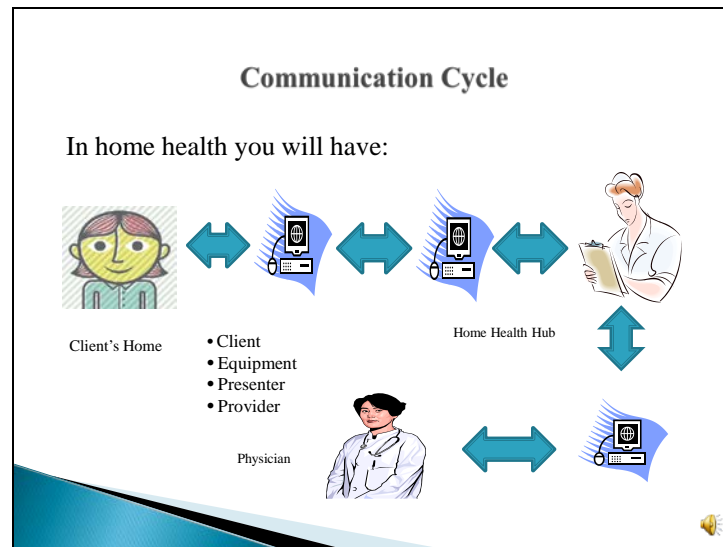 Communication Cycle
In home health you will have:
Client’s Home
• Client
• Equipment
• Presenter
• Provider
Home Health Hub
Physician